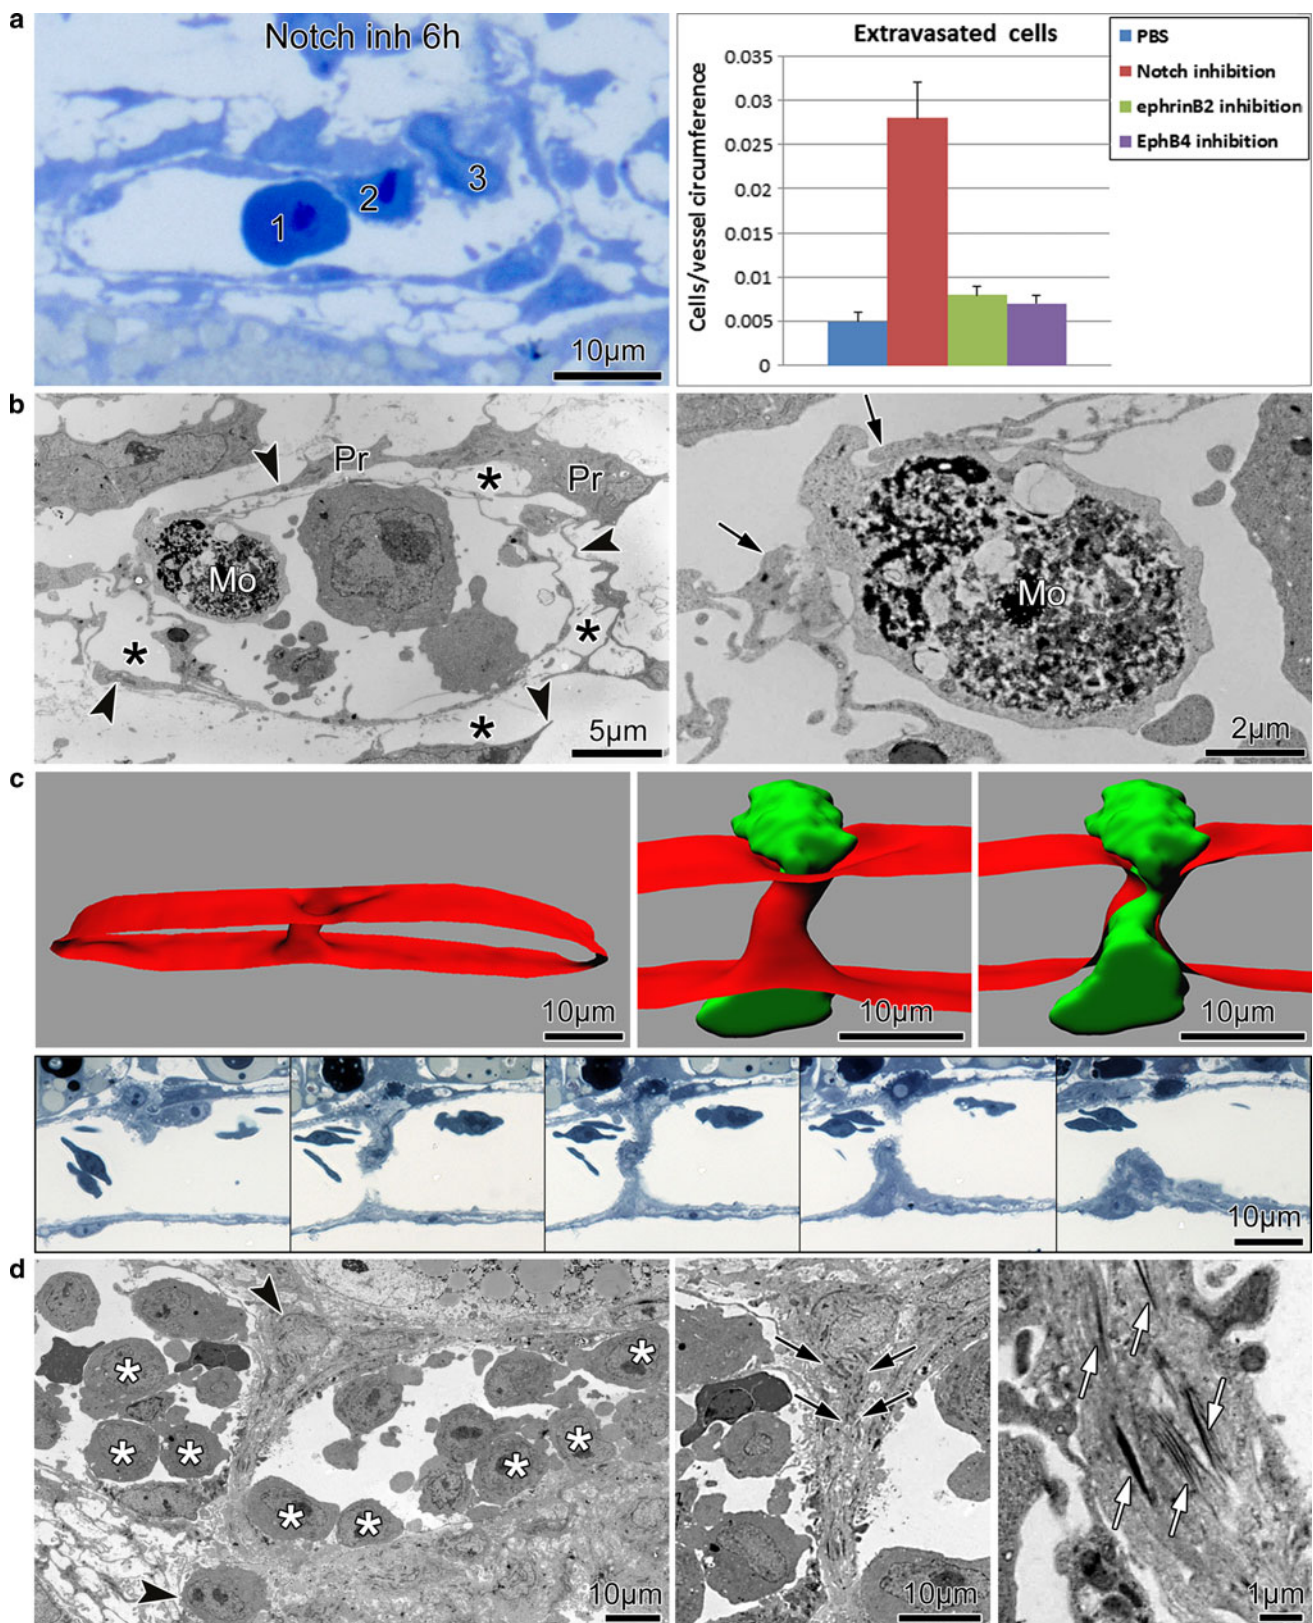 a
Notch inh 6h
1
2
3
10μm
Extravasated cells
Cells/vessel circumference
0.035
0.03
0.025
0.02
0.015
0.01
0.005
0
PBS
Notch inhibition
ephrinB2 inhibition
EphB4 inhibition
b
Pr
Pr
*
Mo
*
*
*
5μm
Mo
2μm
c
10μm
10μm
10μm
10μm
d
*
*
*
*
*
*
*
*
10μm
10μm
1μm